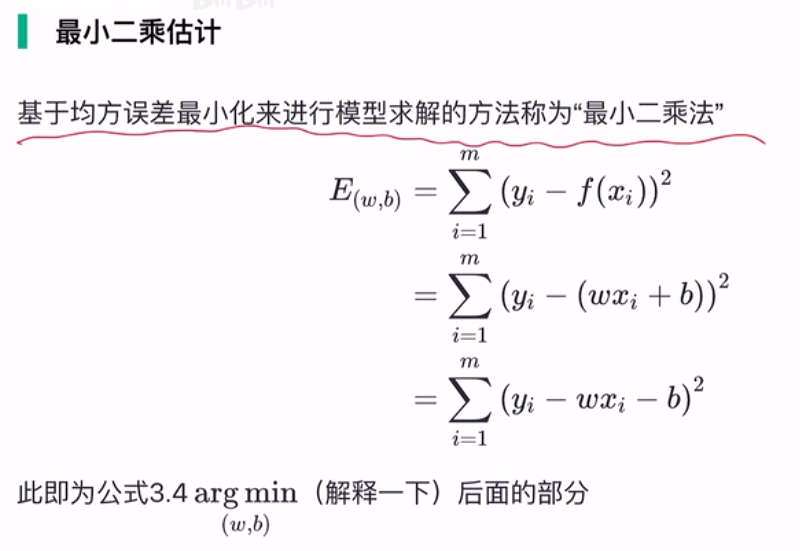 最小二乘估计
基于均方误差最小化来进行模型求解的方法称为“最小二乘法”
E_{(w,b)} = \sum_{i=1}^{m} (y_i - f(x_i))^2
= \sum_{i=1}^{m} (y_i - (wx_i + b))^2
= \sum_{i=1}^{m} (y_i - wx_i - b)^2
此即为公式3.4 \arg\min_{(w,b)}（解释一下）后面的部分